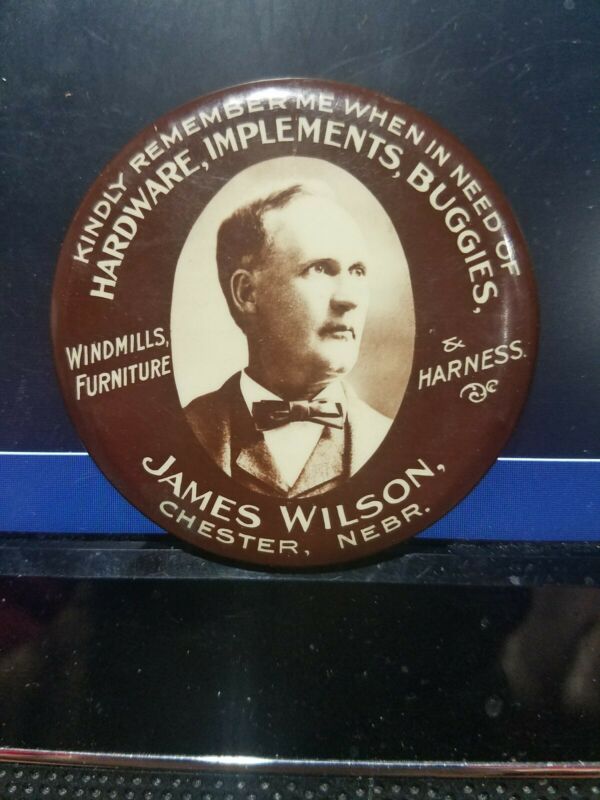 KINDLY REMEMBER ME WHEN IN NEED OF
HARDWARE, IMPLEMENTS, BUGGIES,
WINDMILLS,
FURNITURE
&
HARNESS.
JAMES WILSON,
CHESTER, NEBR.